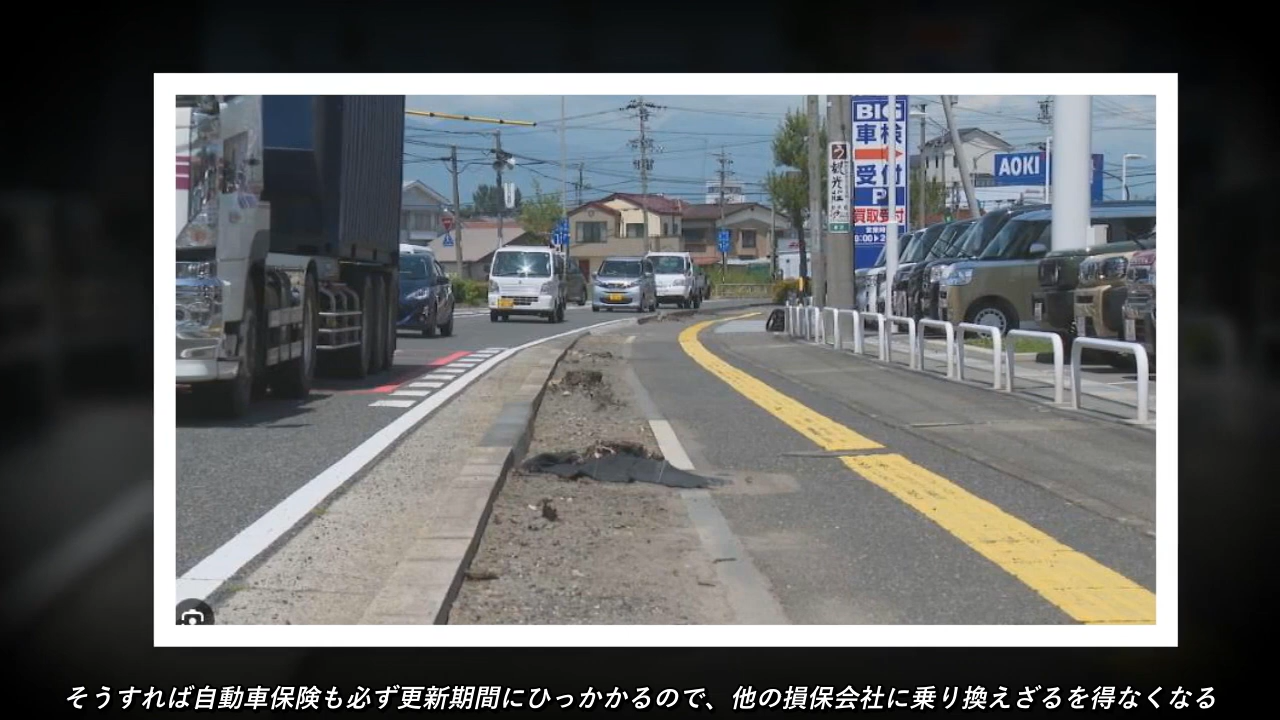 BIG
車検
受付
P
買取受付
AOKI
そうすれば自動車保険も必ず更新期間にひっかかるので、他の損保会社に乗り換えざるを得なくなる